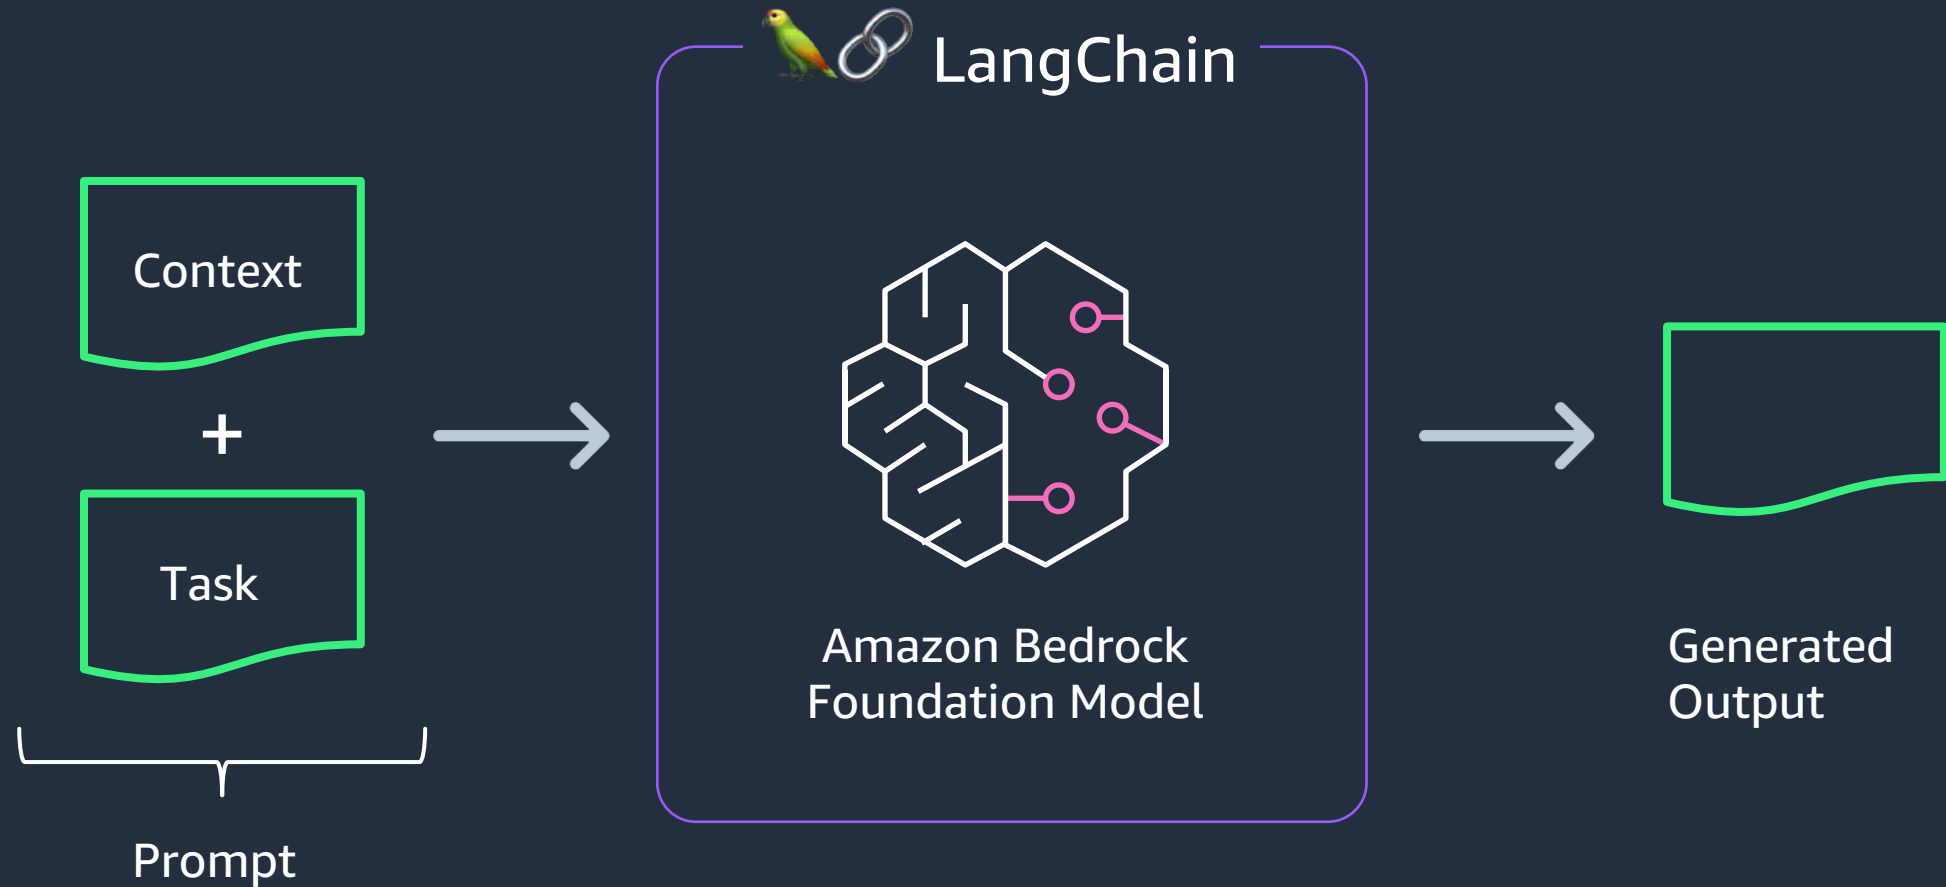 LangChain
Context
+
Task
Prompt
Amazon Bedrock
Foundation Model
Generated
Output